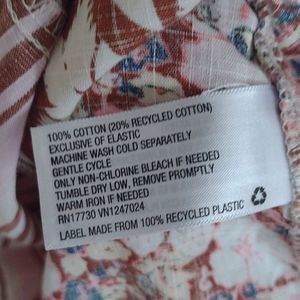 100% COTTON (20% RECYCLED COTTON)
EXCLUSIVE OF ELASTIC
MACHINE WASH COLD SEPARATELY
GENTLE CYCLE
ONLY NON-CHLORINE BLEACH IF NEEDED
TUMBLE DRY LOW, REMOVE PROMPTLY
WARM IRON IF NEEDED
RN17730 VN1247024
LABEL MADE FROM 100% RECYCLED PLASTIC